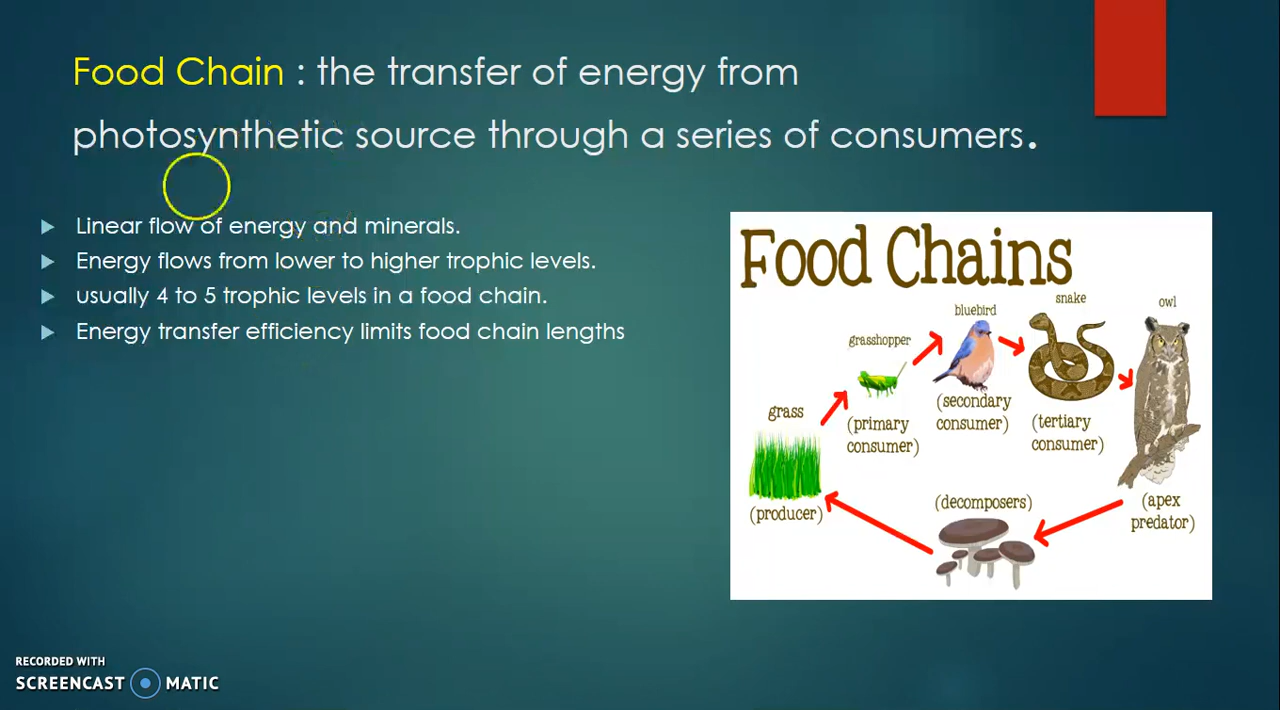 Food Chain : the transfer of energy from
photosynthetic source through a series of consumers.
Linear flow of energy and minerals.
Energy flows from lower to higher trophic levels.
usually 4 to 5 trophic levels in a food chain.
Energy transfer efficiency limits food chain lengths
Food Chains
grass
(producer)
grasshopper
(primary
consumer)
bluebird
(secondary
consumer)
snake
(tertiary
consumer)
owl
(apex
predator)
(decomposers)
RECORDED WITH
SCREENCAST MATIC